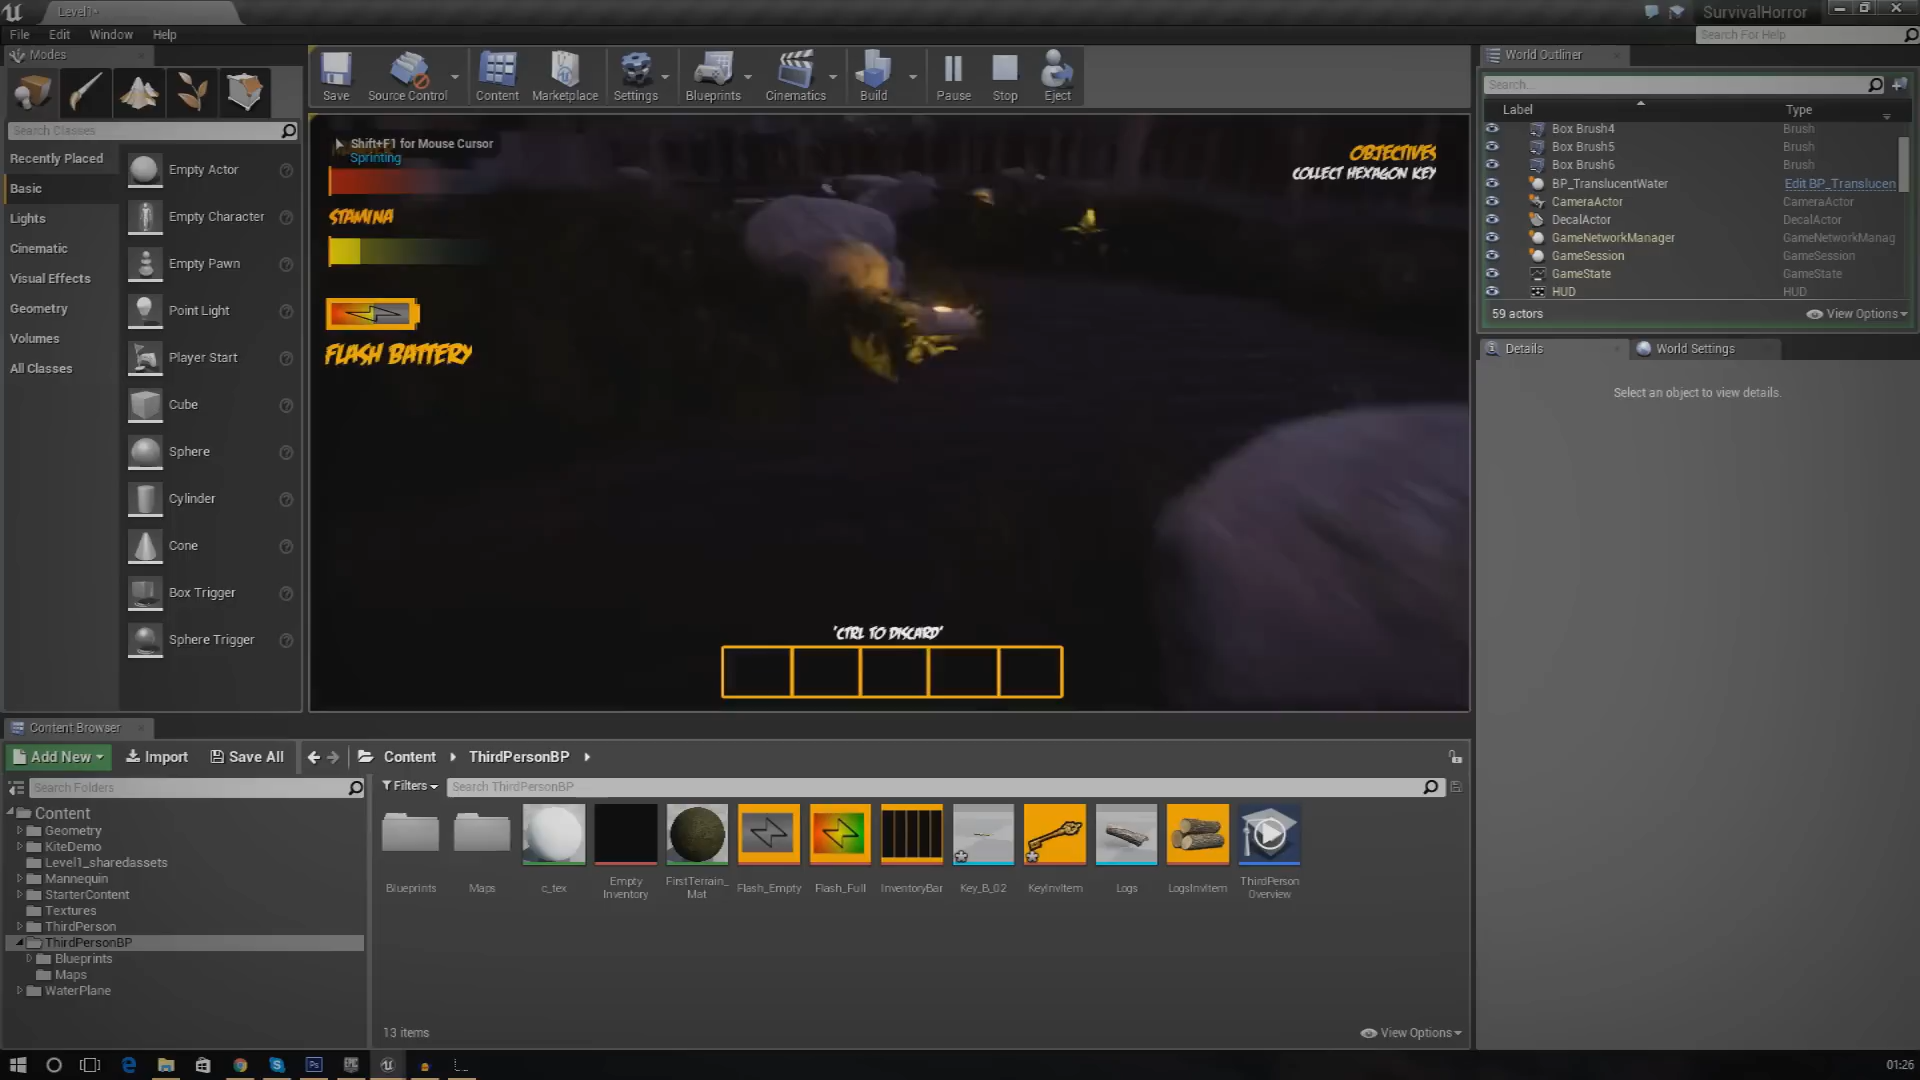 Level1*
SurvivalHorror
File Edit Window Help
Search For Help
Modes
Search Classes
Recently Placed
Basic
Lights
Cinematic
Visual Effects
Geometry
Volumes
All Classes
Empty Actor
Empty Character
Empty Pawn
Point Light
Player Start
Cube
Sphere
Cylinder
Cone
Box Trigger
Sphere Trigger
Save
Source Control
Content
Marketplace
Settings
Blueprints
Cinematics
Build
Pause
Stop
Eject
Shift+F1 for Mouse Cursor
Sprinting
STAMINA
FLASH BATTERY
OBJECTIVES
COLLECT HEXAGON KEY
'CTRL TO DISCARD'
World Outliner
Search...
Label Type
Box Brush4 Brush
Box Brush5 Brush
Box Brush6 Brush
BP_TranslucentWater Edit BP_Translucen
CameraActor CameraActor
DecalActor DecalActor
GameNetworkManager GameNetworkManag
GameSession GameSession
GameState GameState
HUD HUD
59 actors View Options
Details World Settings
Select an object to view details.
Content Browser
Add New Import Save All Content ThirdPersonBP
Search Folders
Filters Search ThirdPersonBP
Content
Geometry
KiteDemo
Level1_sharedassets
Mannequin
StarterContent
Textures
ThirdPerson
ThirdPersonBP
Blueprints
Maps
WaterPlane
Blueprints
Maps
c_tex
Empty
Inventory
FirstTerrain_
Mat
Flash_Empty
Flash_Full
InventoryBar
Key_B_02
KeyInvItem
Logs
LogsInvItem
ThirdPerson
Overview
13 items View Options
01:26